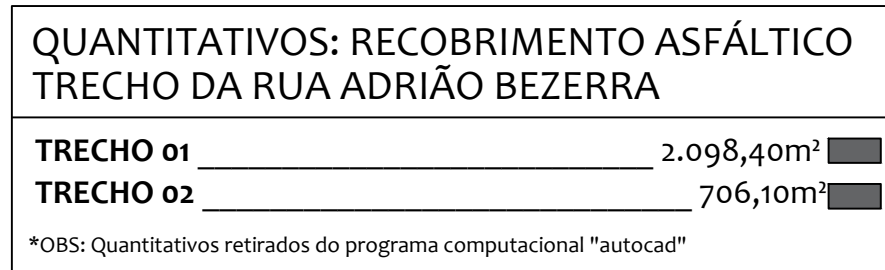 QUANTITATIVOS: RECOBRIMENTO ASFÁLTICO
TRECHO DA RUA ADRIÃO BEZERRA
TRECHO 01 __________________________ 2.098,40m²
TRECHO 02 ____________________________ 706,10m²
*OBS: Quantitativos retirados do programa computacional "autocad"